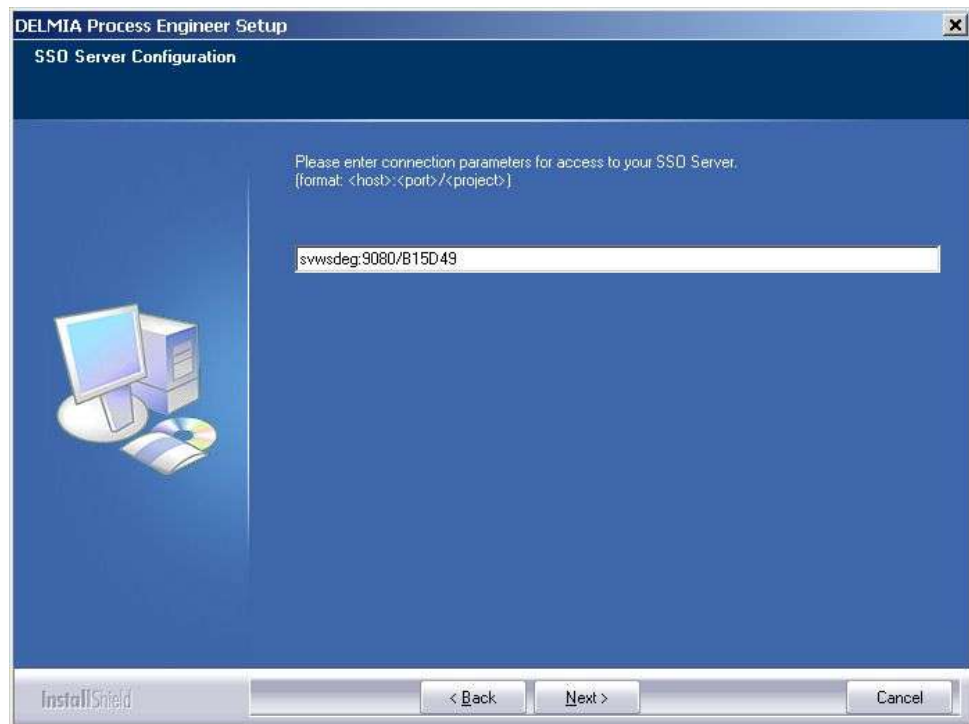 DELMIA Process Engineer Setup
SSO Server Configuration
Please enter connection parameters for access to your SSO Server.
(format: <host>:<port>/<project>)
svwsdeg:9080/B15D49
InstallShield
< Back
Next >
Cancel